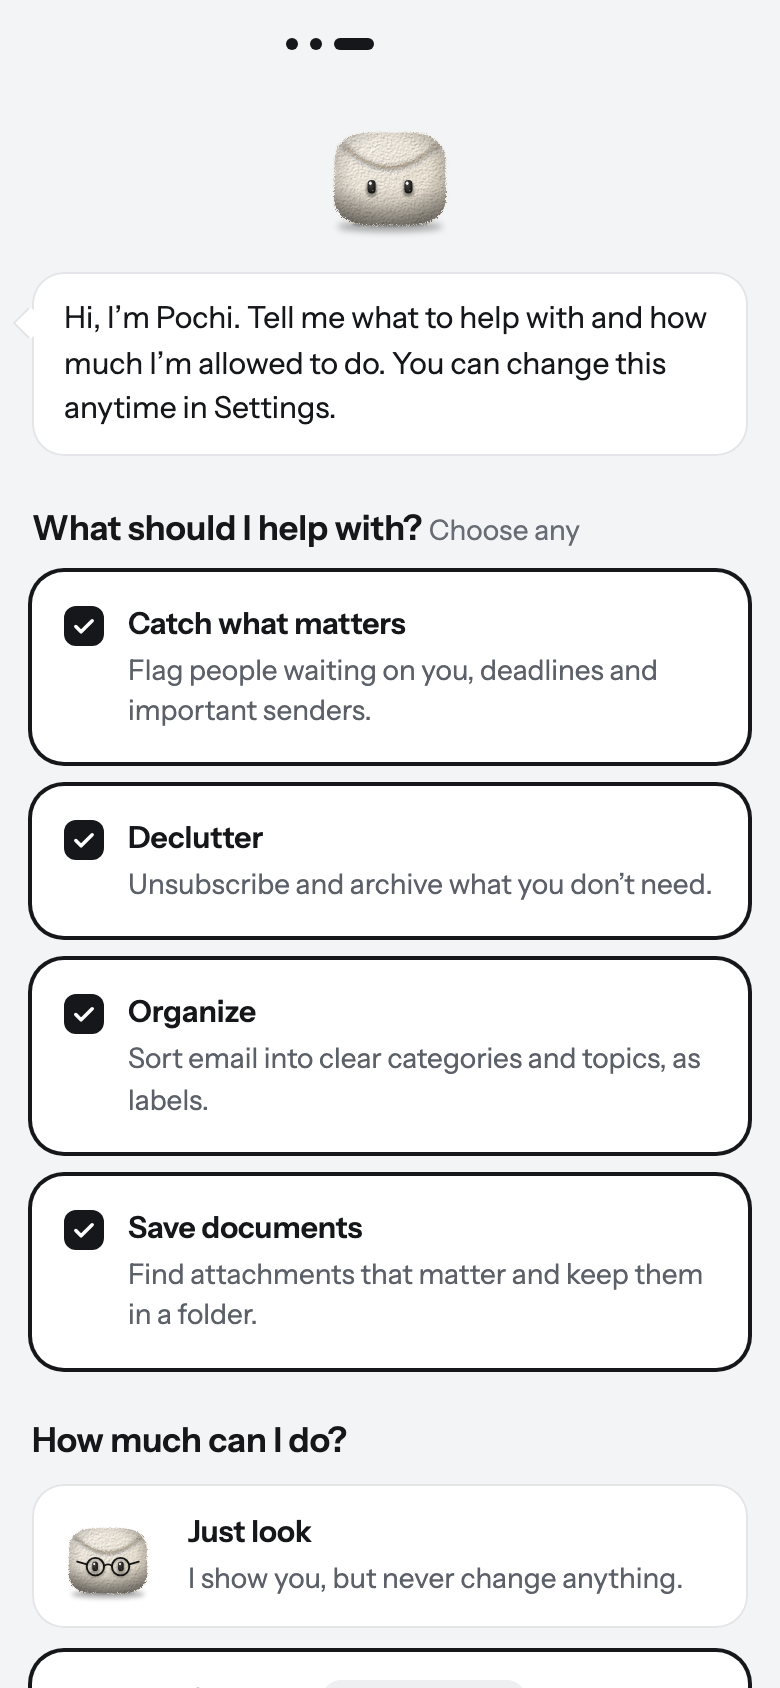 Hi, I’m Pochi. Tell me what to help with and how
much I’m allowed to do. You can change this
anytime in Settings.
What should I help with? Choose any
Catch what matters
Flag people waiting on you, deadlines and
important senders.
Declutter
Unsubscribe and archive what you don’t need.
Organize
Sort email into clear categories and topics, as
labels.
Save documents
Find attachments that matter and keep them
in a folder.
How much can I do?
Just look
I show you, but never change anything.